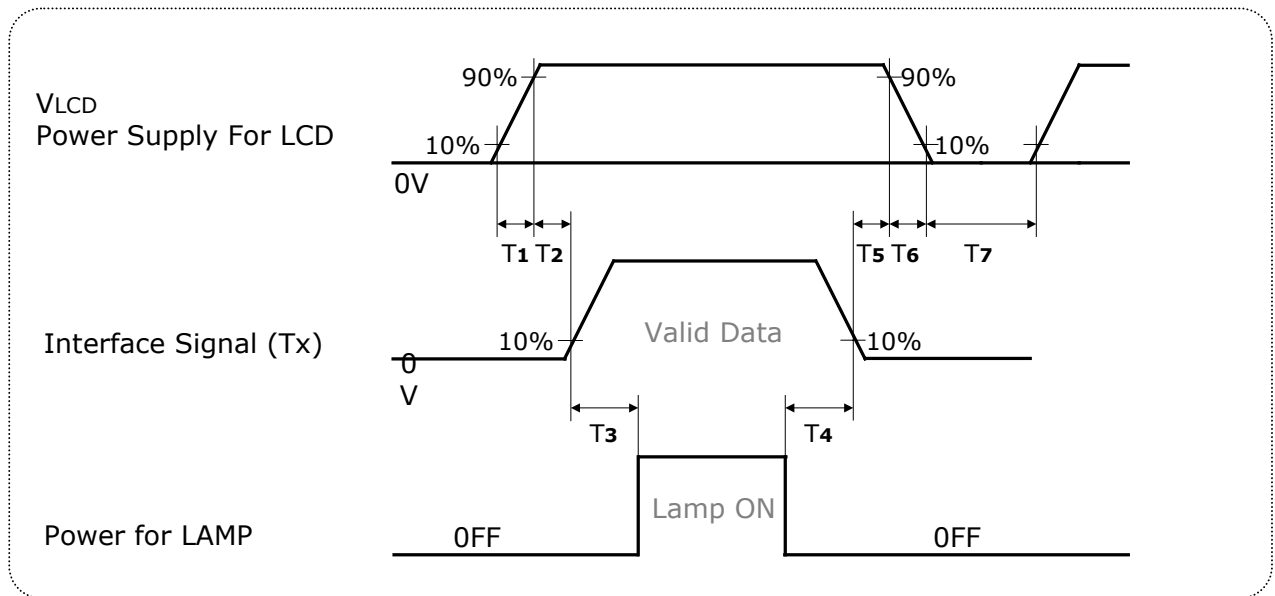 90%
90%
VLCD
Power Supply For LCD
10%
10%
0V
T1 T2
T5 T6
T7
Interface Signal (Tx)
10%
Valid Data
10%
0
V
T3
T4
Power for LAMP
0FF
Lamp ON
0FF